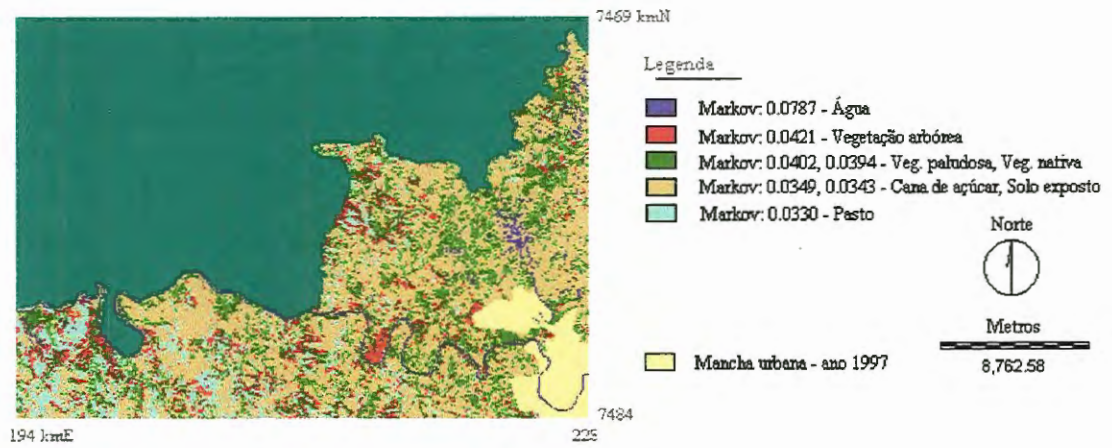 7469 kmN
Legenda
Markov: 0.0787 - Água
Markov: 0.0421 - Vegetação arbórea
Markov: 0.0402, 0.0394 - Veg. paludosa, Veg. nativa
Markov: 0.0349, 0.0343 - Cana de açúcar, Solo exposto
Markov: 0.0330 - Pasto
Norte
Metros
8,762.58
Mancha urbana - ano 1997
7484
194 kmE
225